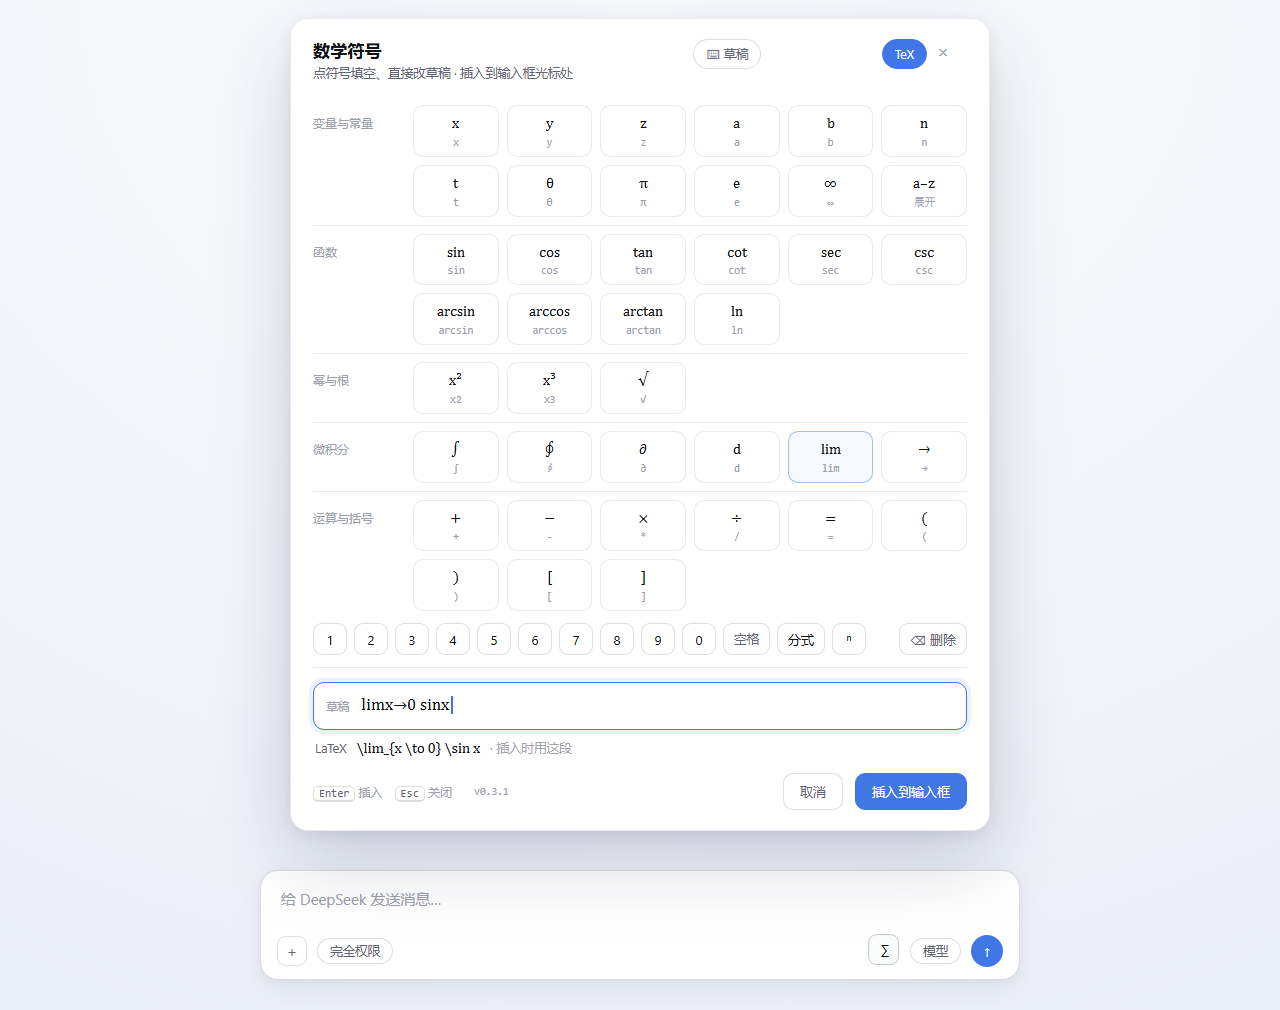 数学符号
⌨ 草稿
TeX ×
点符号填空、直接改草稿 · 插入到输入框光标处
变量与常量
x y z a b n
x y z a b n
t θ π e ∞ a–z
t θ π e ∞ 展开
函数
sin cos tan cot sec csc
sin cos tan cot sec csc
arcsin arccos arctan ln
arcsin arccos arctan ln
幂与根
x² x³ √
x2 x3 √
微积分
∫ ∮ ∂ d lim →
∫ ∮ ∂ d lim →
运算与括号
+ − × ÷ = (
+ - * / = (
) [ ]
) [ ]
1 2 3 4 5 6 7 8 9 0 空格 分式 ⁿ ⌫ 删除
草稿 limx→0 sinx
LaTeX \lim_{x \to 0} \sin x · 插入时用这段
Enter 插入 Esc 关闭 v0.3.1 取消 插入到输入框
给 DeepSeek 发送消息...
+ 完全权限 ∑ 模型 ↑